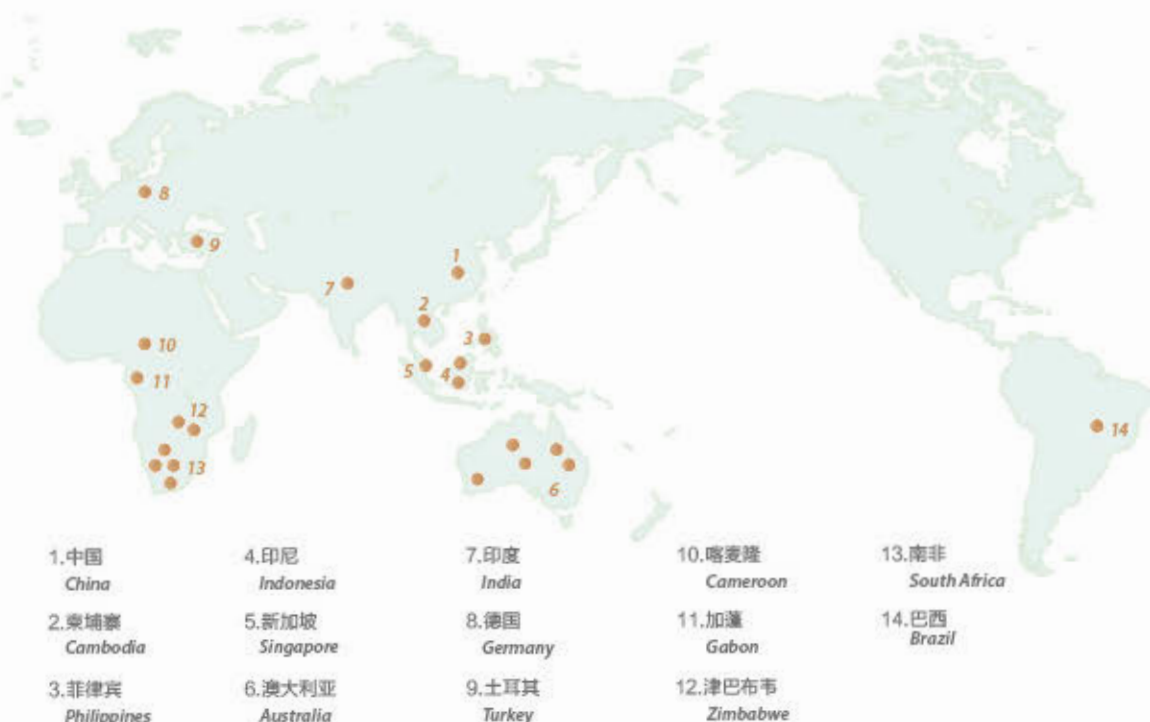 8
9
1
7
2
3
10
5
4
11
12
14
13
6
1.中国
China
4.印尼
Indonesia
7.印度
India
10.喀麦隆
Cameroon
13.南非
South Africa
2.柬埔寨
Cambodia
5.新加坡
Singapore
8.德国
Germany
11.加蓬
Gabon
14.巴西
Brazil
3.菲律宾
Philippines
6.澳大利亚
Australia
9.土耳其
Turkey
12.津巴布韦
Zimbabwe